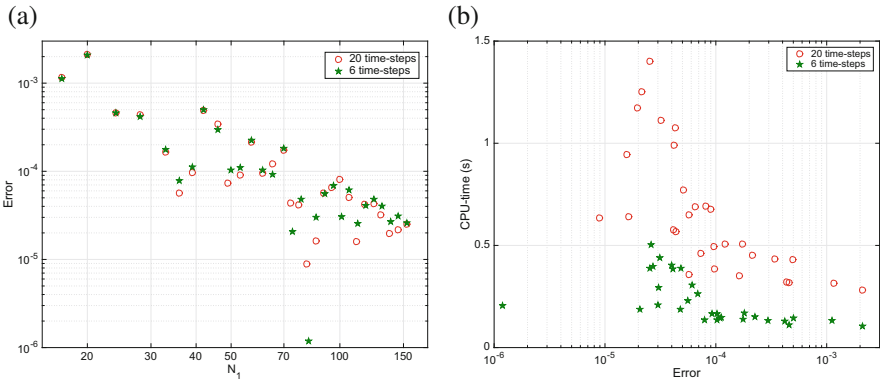 (a)
20 time-steps
6 time-steps
10^-3
10^-4
10^-5
10^-6
Error
20 30 40 50 70 100 150
N_1
(b)
20 time-steps
6 time-steps
1.5
1
0.5
0
CPU-time (s)
10^-6 10^-5 10^-4 10^-3
Error